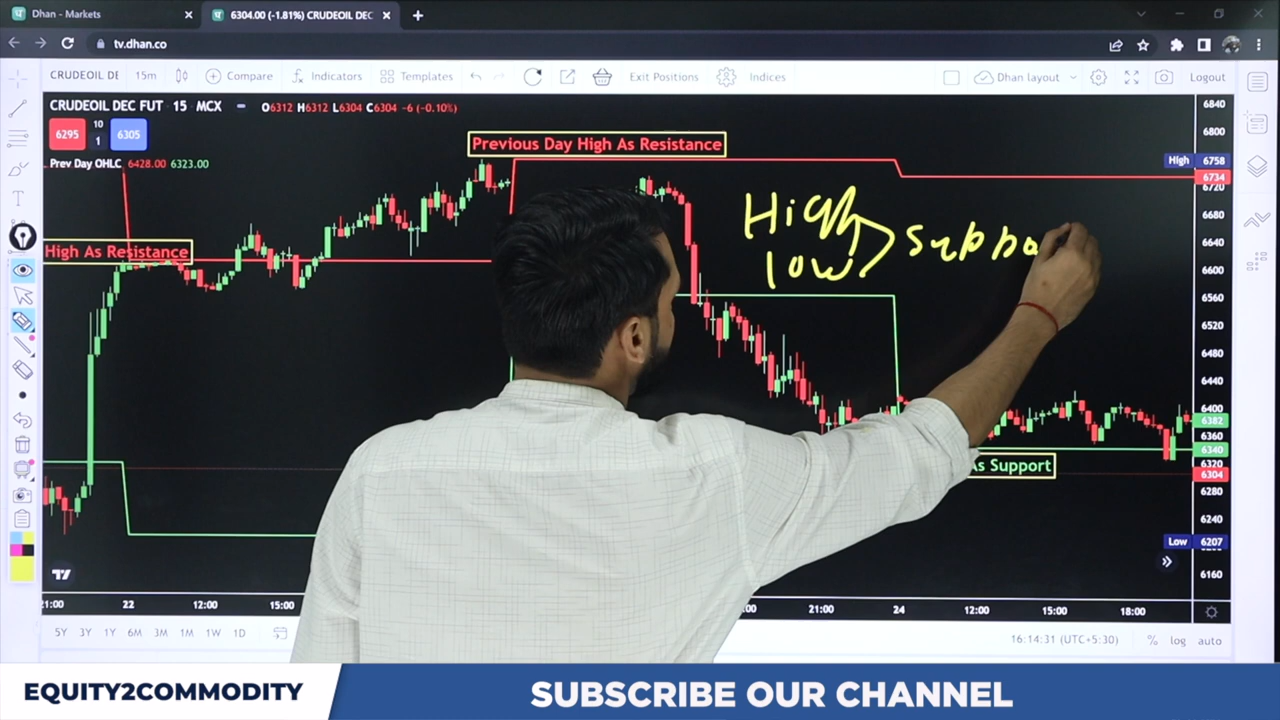 Dhan - Markets
6304.00 (-1.81%) CRUDEOIL DEC
tv.dhan.co
CRUDEOIL DE 15m Compare Indicators Templates Exit Positions Indices Dhan layout Logout
CRUDEOIL DEC FUT · 15 · MCX O6312 H6312 L6304 C6304 -6 (-0.10%)
6295 10 1 6305
Prev Day OHLC 6428.00 6323.00
Previous Day High As Resistance
High As Resistance
High
low
suppo
As Support
6840
6800
High 6758
6734
6720
6680
6640
6600
6560
6520
6480
6440
6400
6382
6360
6340
6320
6304
6280
6240
Low 6207
6160
21:00 22 12:00 15:00 :00 21:00 24 12:00 15:00 18:00
5Y 3Y 1Y 6M 3M 1M 1W 1D 16:14:31 (UTC+5:30) % log auto
EQUITY2COMMODITY
SUBSCRIBE OUR CHANNEL